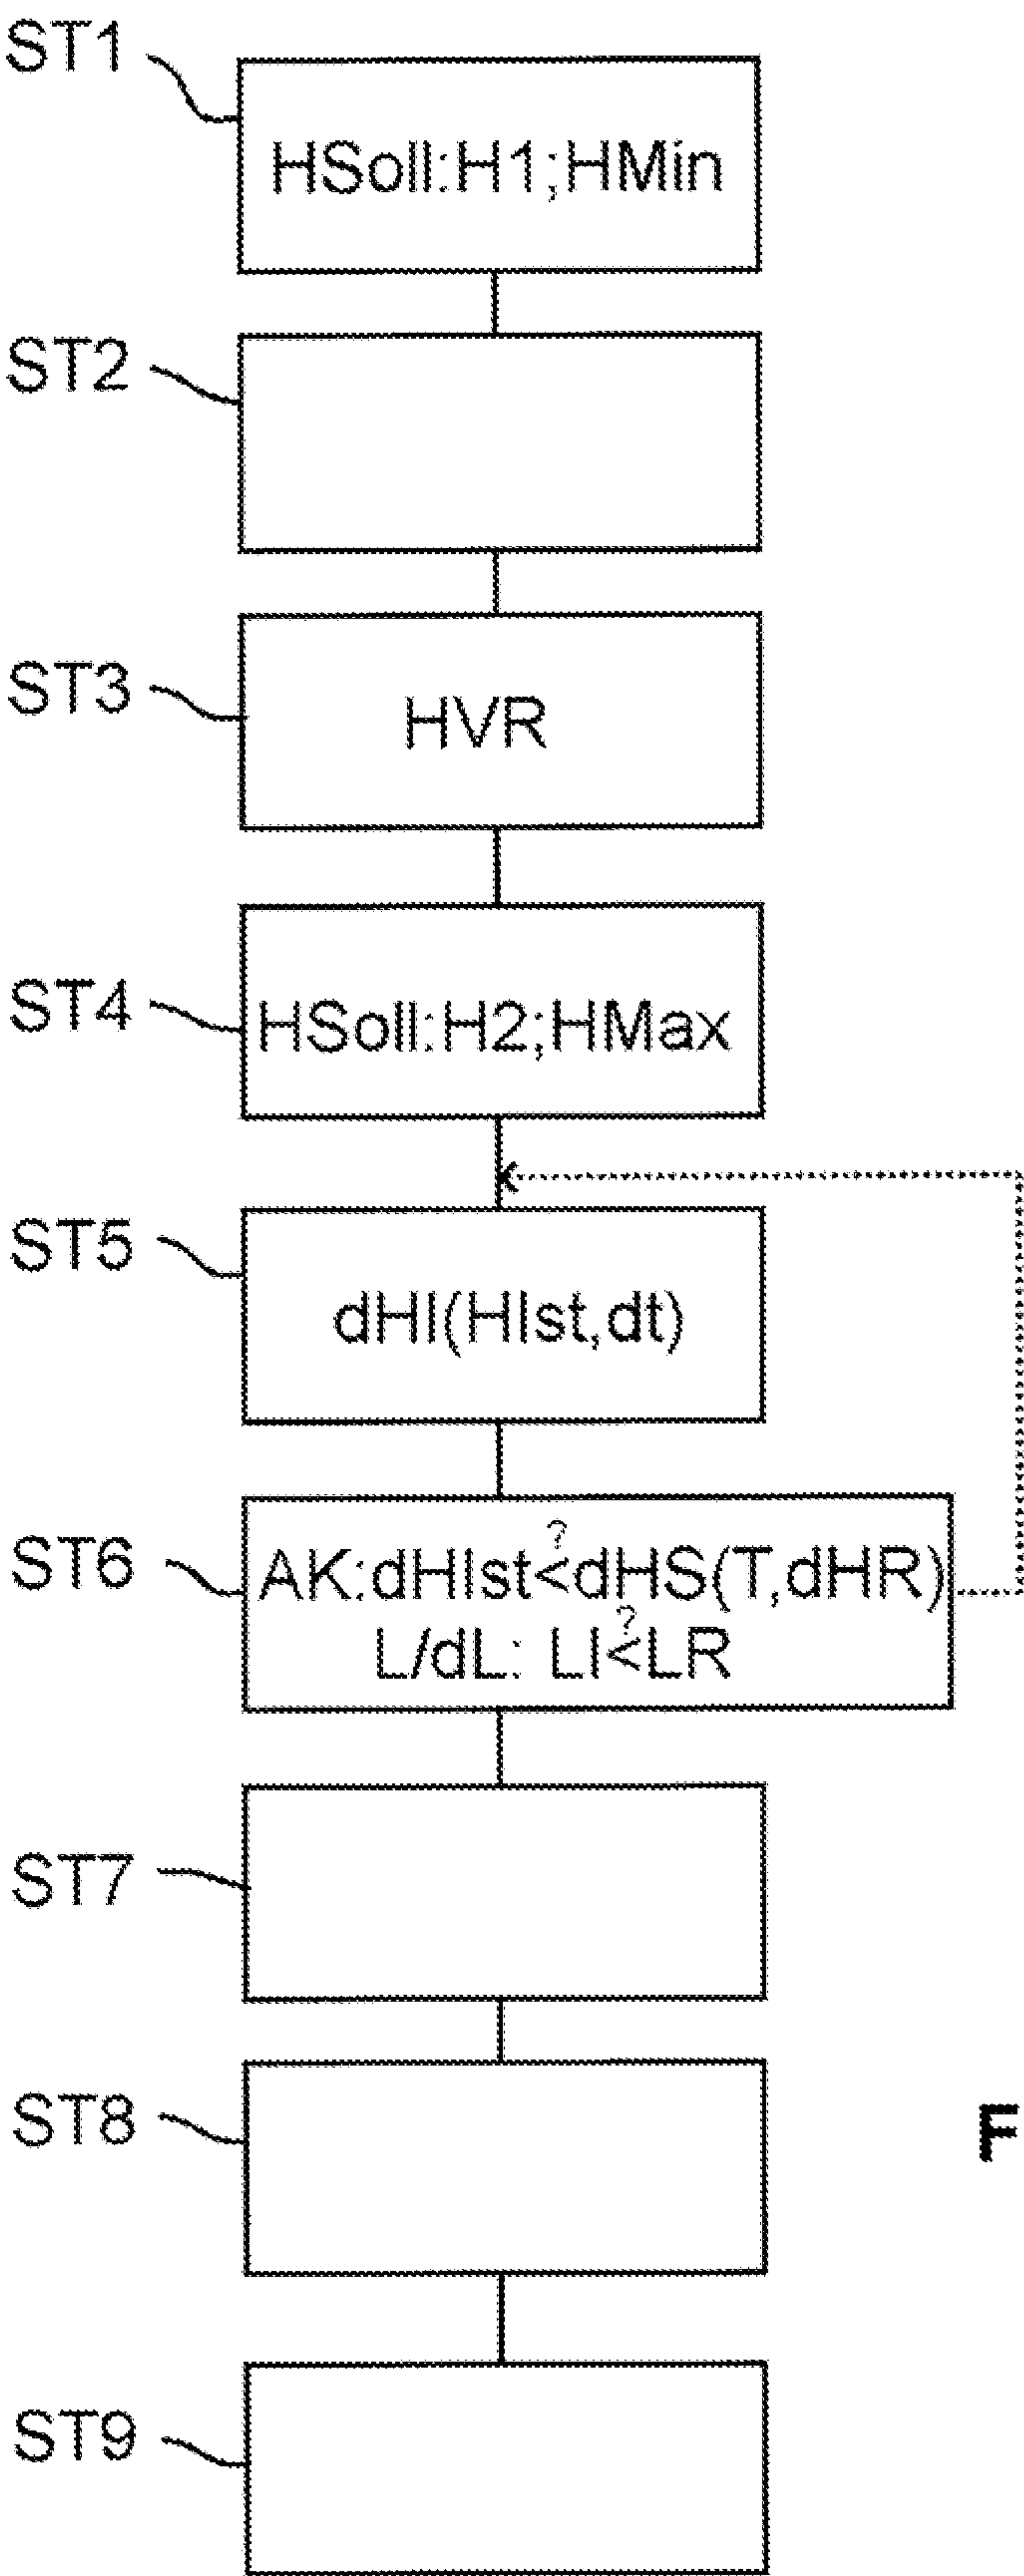 ST1
HSoll:H1;HMin
ST2
ST3
HVR
ST4
HSoll:H2;HMax
ST5
dHI(HIst,dt)
ST6
AK:dHIst<?dHS(T,dHR)
L/dL: LI<?LR
ST7
ST8
F
ST9